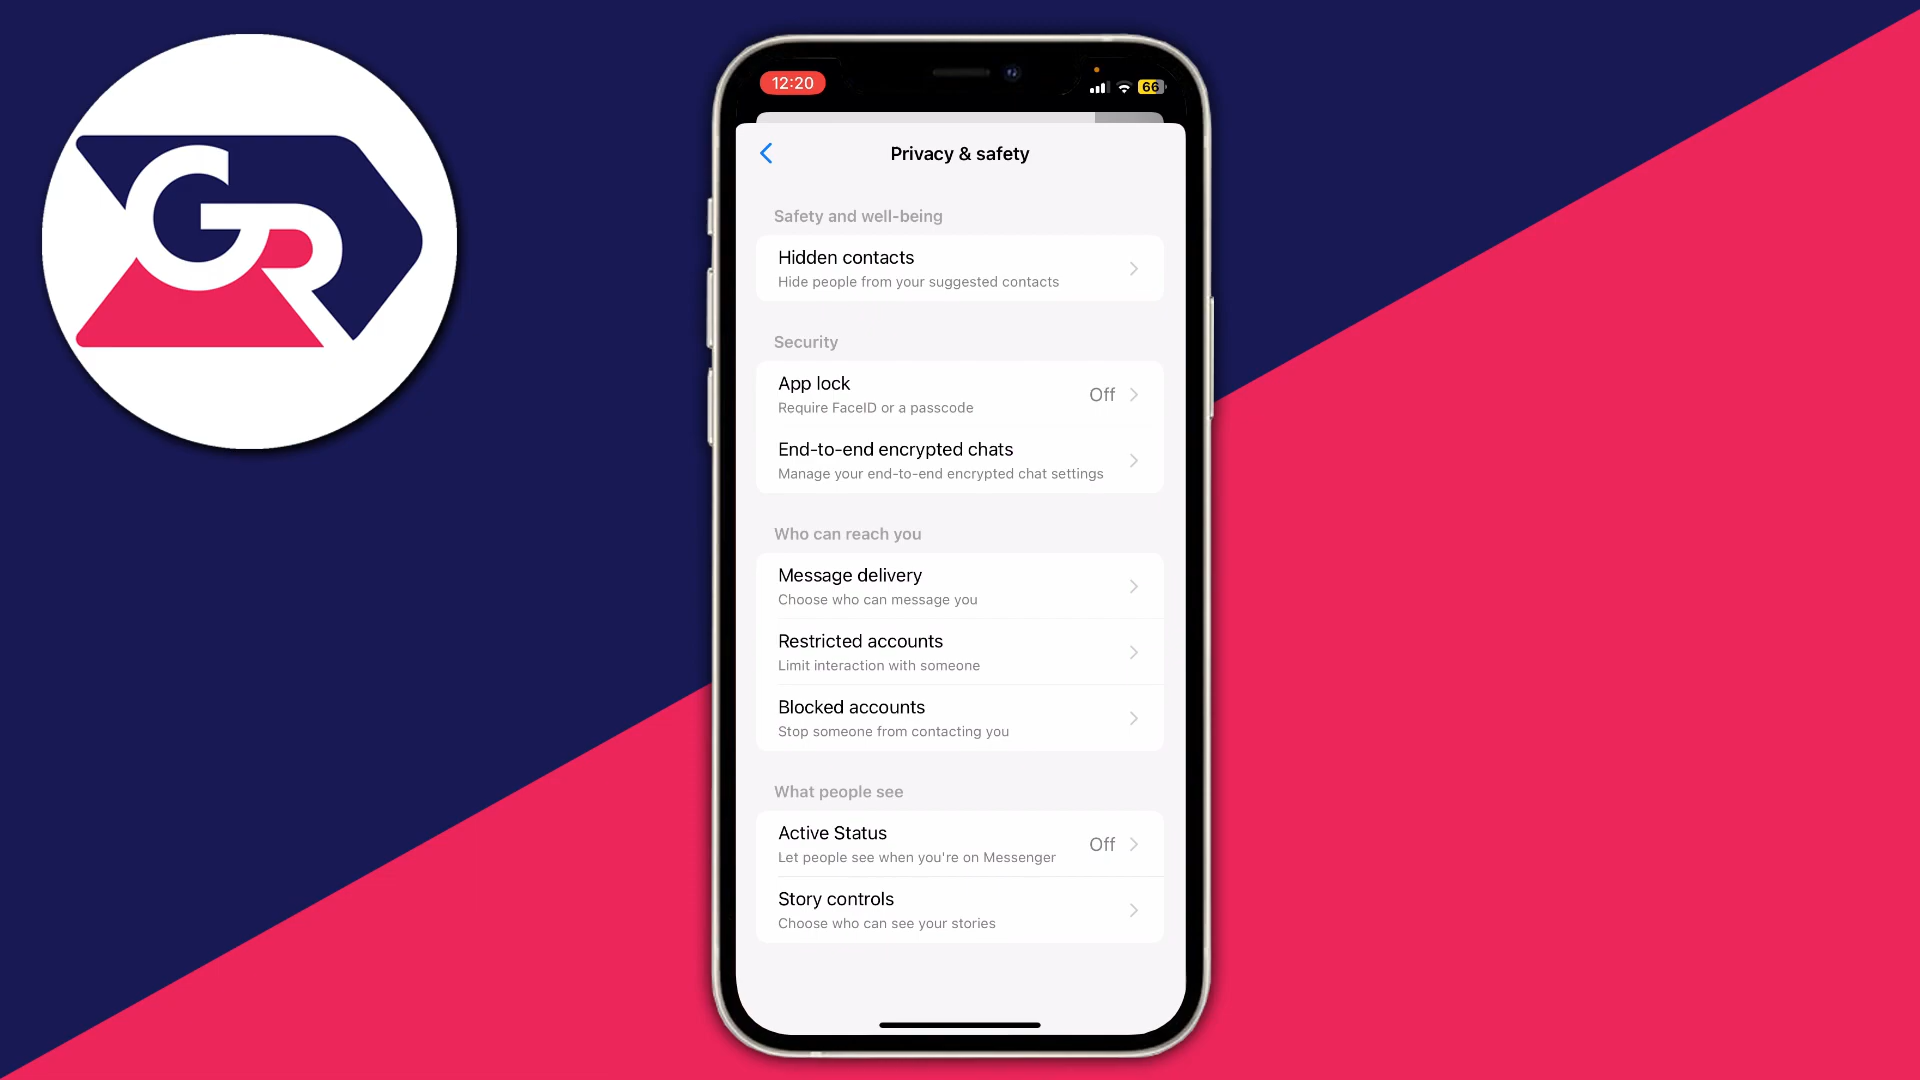 GR
12:20
66
Privacy & safety
Safety and well-being
Hidden contacts
Hide people from your suggested contacts
Security
App lock
Off
Require FaceID or a passcode
End-to-end encrypted chats
Manage your end-to-end encrypted chat settings
Who can reach you
Message delivery
Choose who can message you
Restricted accounts
Limit interaction with someone
Blocked accounts
Stop someone from contacting you
What people see
Active Status
Off
Let people see when you're on Messenger
Story controls
Choose who can see your stories